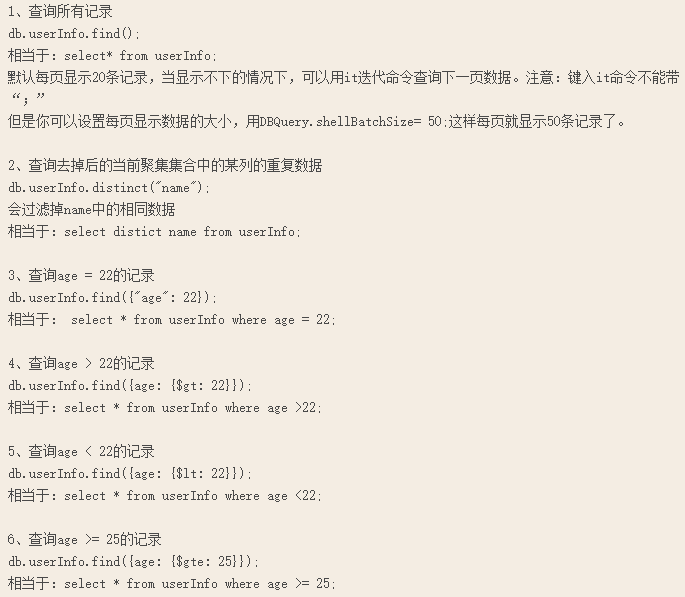 1、查询所有记录
db.userInfo.find();
相当于：select* from userInfo;
默认每页显示20条记录，当显示不下的情况下，可以用it迭代命令查询下一页数据。注意：键入it命令不能带
“；”
但是你可以设置每页显示数据的大小，用DBQuery.shellBatchSize= 50;这样每页就显示50条记录了。
2、查询去掉后的当前聚集集合中的某列的重复数据
db.userInfo.distinct("name");
会过滤掉name中的相同数据
相当于：select distict name from userInfo;
3、查询age = 22的记录
db.userInfo.find({"age": 22});
相当于： select * from userInfo where age = 22;
4、查询age > 22的记录
db.userInfo.find({age: {$gt: 22}});
相当于：select * from userInfo where age >22;
5、查询age < 22的记录
db.userInfo.find({age: {$lt: 22}});
相当于：select * from userInfo where age <22;
6、查询age >= 25的记录
db.userInfo.find({age: {$gte: 25}});
相当于：select * from userInfo where age >= 25;